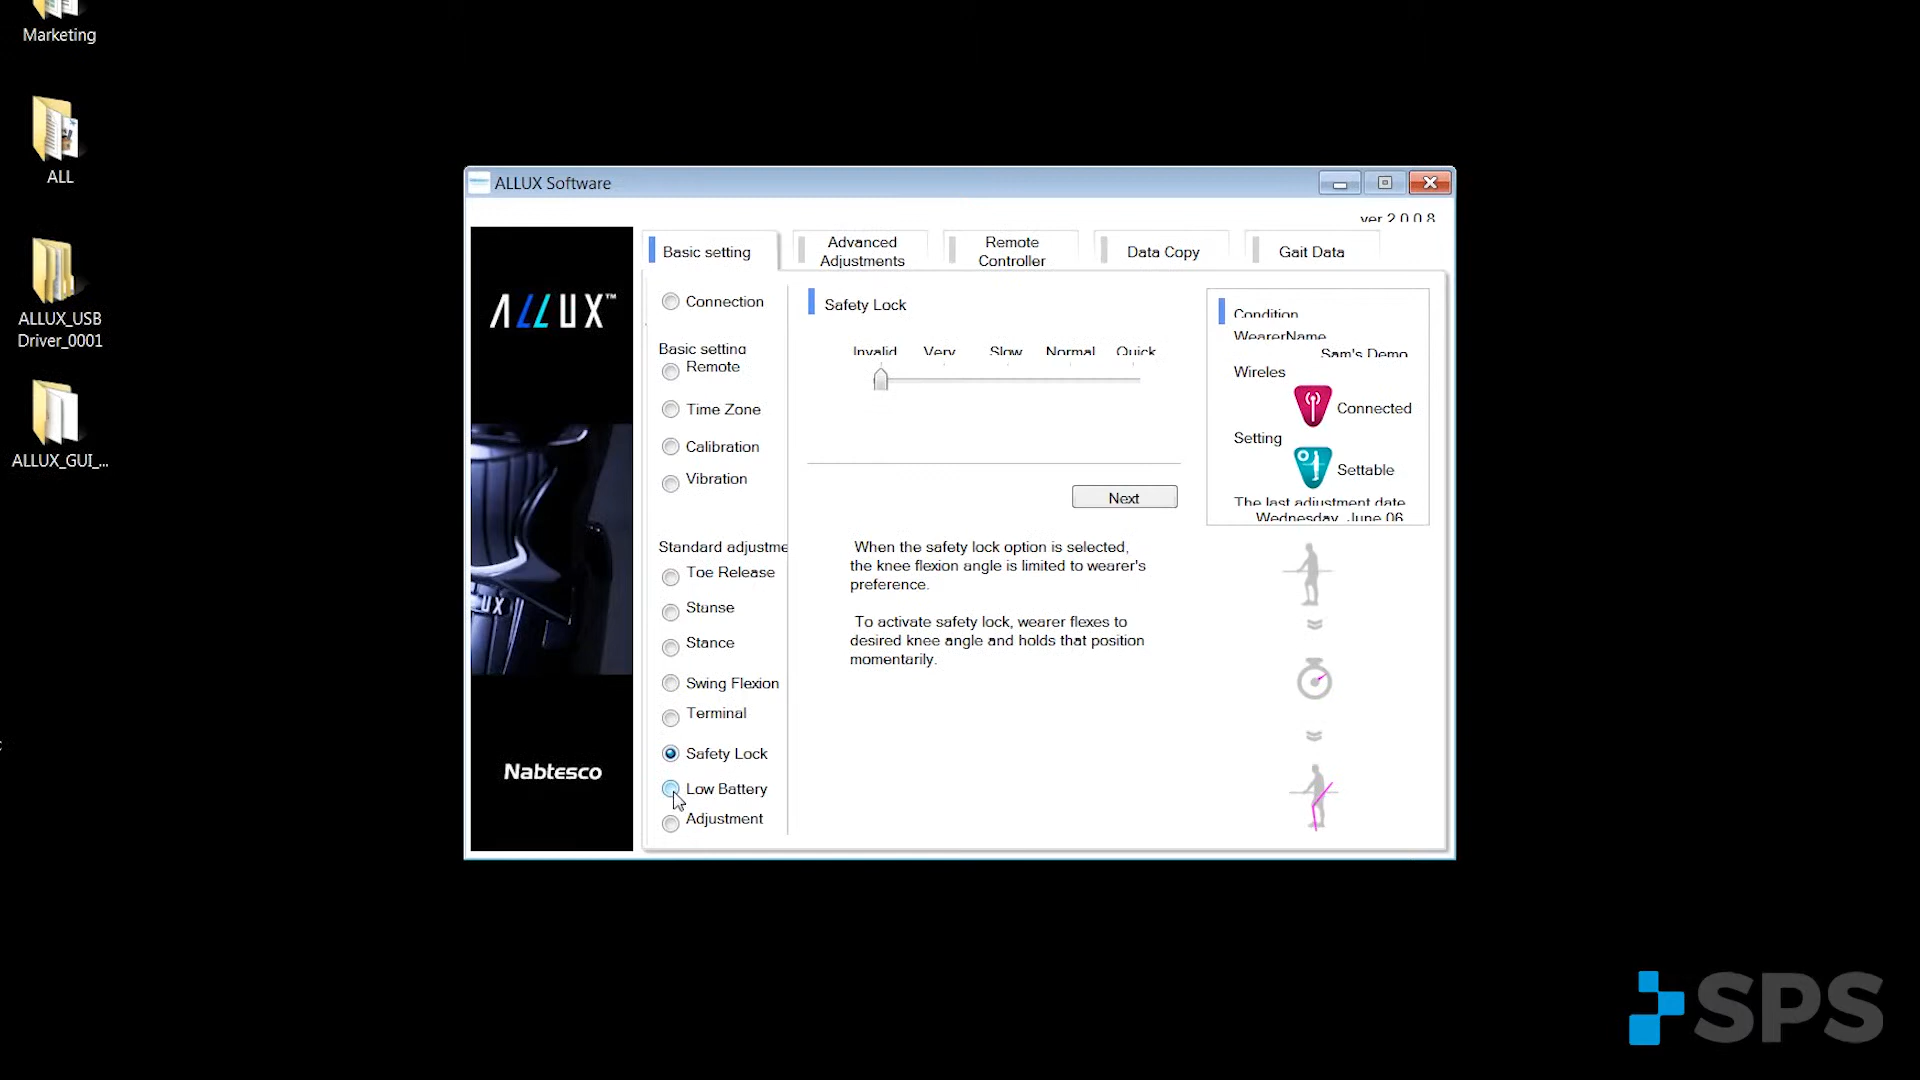 Marketing
ALL
ALLUX_USB
Driver_0001
ALLUX_GUI_...
ALLUX Software
ver 2.0.0.8
Basic setting
Advanced
Adjustments
Remote
Controller
Data Copy
Gait Data
ALLUX™
Nabtesco
Connection
Basic setting
Remote
Time Zone
Calibration
Vibration
Standard adjustme
Toe Release
Stanse
Stance
Swing Flexion
Terminal
Safety Lock
Low Battery
Adjustment
Safety Lock
Invalid Very Slow Normal Quick
Next
When the safety lock option is selected,
the knee flexion angle is limited to wearer's
preference.
To activate safety lock, wearer flexes to
desired knee angle and holds that position
momentarily.
Condition
WearerName
Sam's Demo
Wireles
Connected
Setting
Settable
The last adjustment date
Wednesday, June 06
SPS